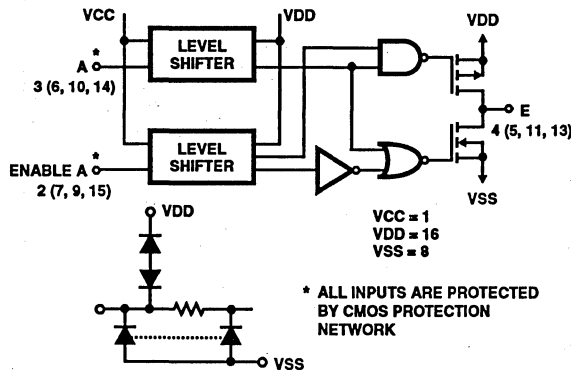 VCC
VDD
VDD
LEVEL
SHIFTER
*
A
3 (6, 10, 14)
E
4 (5, 11, 13)
LEVEL
SHIFTER
*
ENABLE A
2 (7, 9, 15)
VSS
VDD
VCC = 1
VDD = 16
VSS = 8
* ALL INPUTS ARE PROTECTED
BY CMOS PROTECTION
NETWORK
VSS